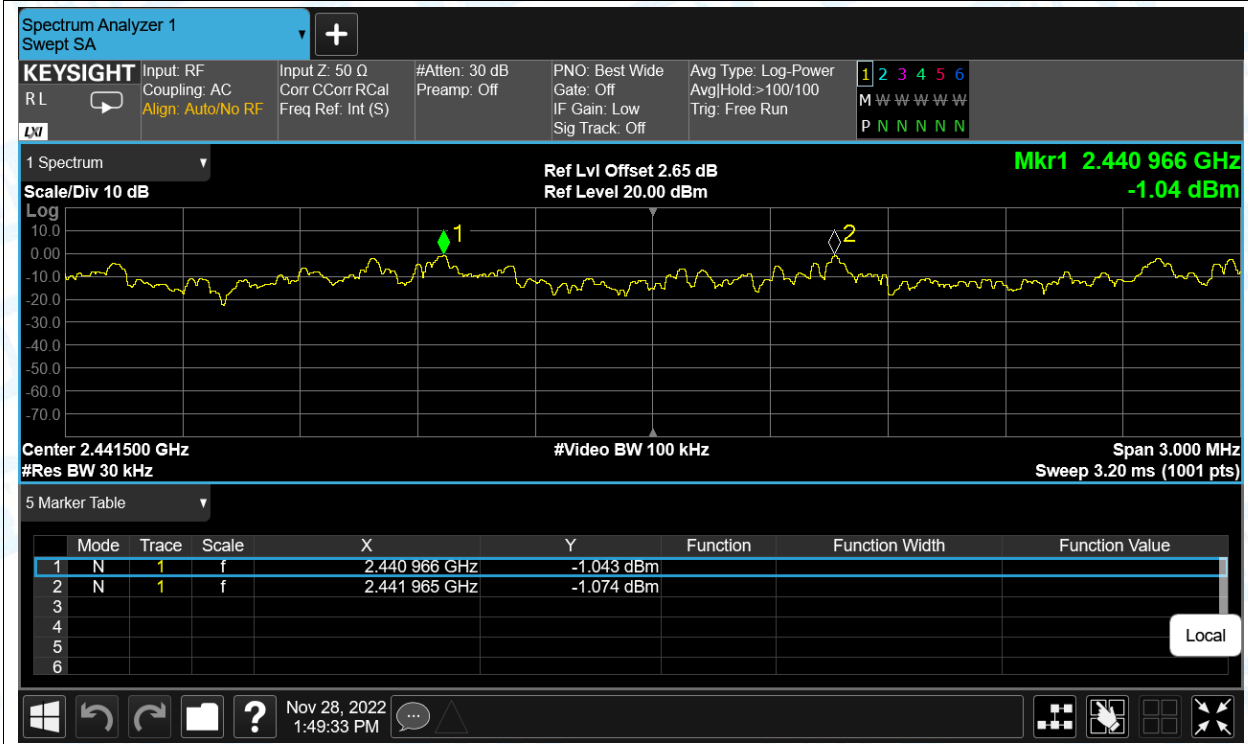 Spectrum Analyzer 1
Swept SA
+
KEYSIGHT
R L
LXI
Input: RF
Coupling: AC
Align: Auto/No RF
Input Z: 50 Ω
Corr CCorr RCal
Freq Ref: Int (S)
#Atten: 30 dB
Preamp: Off
PNO: Best Wide
Gate: Off
IF Gain: Low
Sig Track: Off
Avg Type: Log-Power
Avg|Hold:>100/100
Trig: Free Run
1 2 3 4 5 6
M W W W W W
P N N N N N
1 Spectrum
Scale/Div 10 dB
Ref Lvl Offset 2.65 dB
Ref Level 20.00 dBm
Mkr1 2.440 966 GHz
-1.04 dBm
Log
10.0
0.00
-10.0
-20.0
-30.0
-40.0
-50.0
-60.0
-70.0
1
2
Center 2.441500 GHz
#Video BW 100 kHz
Span 3.000 MHz
#Res BW 30 kHz
Sweep 3.20 ms (1001 pts)
5 Marker Table
Mode Trace Scale X Y Function Function Width Function Value
1 N 1 f 2.440 966 GHz -1.043 dBm
2 N 1 f 2.441 965 GHz -1.074 dBm
3
4
5
6
Local
?
Nov 28, 2022
1:49:33 PM